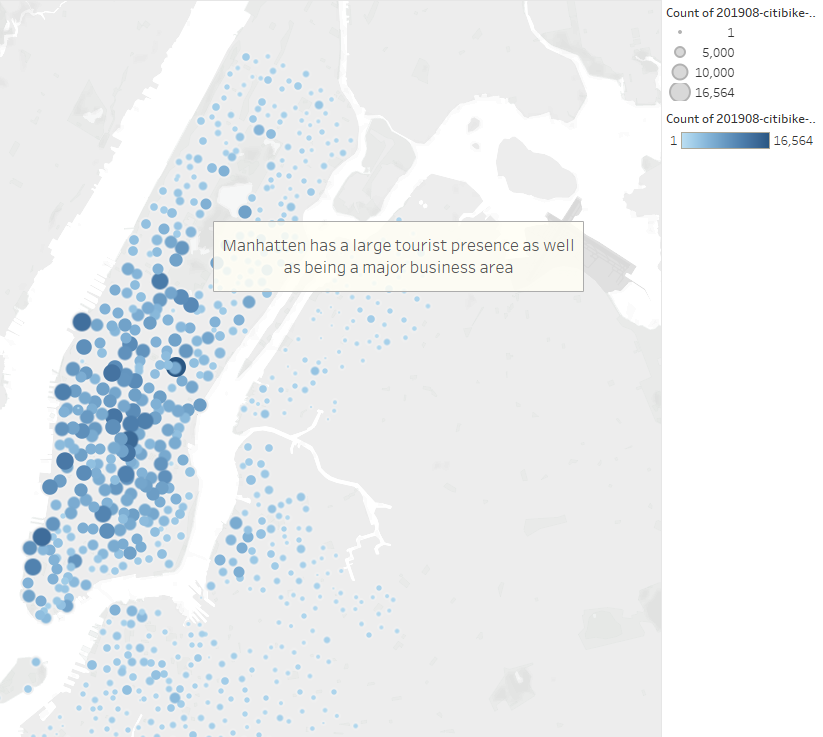 Count of 201908-citibike-..
1
5,000
10,000
16,564
Count of 201908-citibike-..
1 16,564
Manhatten has a large tourist presence as well
as being a major business area